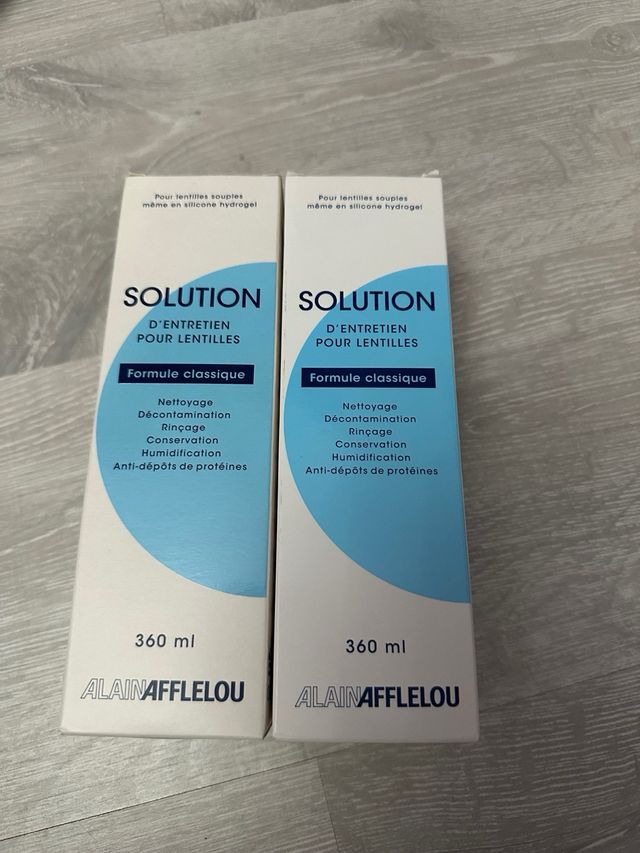 Pour lentilles souples
même en silicone hydrogel
SOLUTION
D'ENTRETIEN
POUR LENTILLES
Formule classique
Nettoyage
Décontamination
Rinçage
Conservation
Humidification
Anti-dépôts de protéines
360 ml
ALAINAFFLELOU
Pour lentilles souples
même en silicone hydrogel
SOLUTION
D'ENTRETIEN
POUR LENTILLES
Formule classique
Nettoyage
Décontamination
Rinçage
Conservation
Humidification
Anti-dépôts de protéines
360 ml
ALAINAFFLELOU